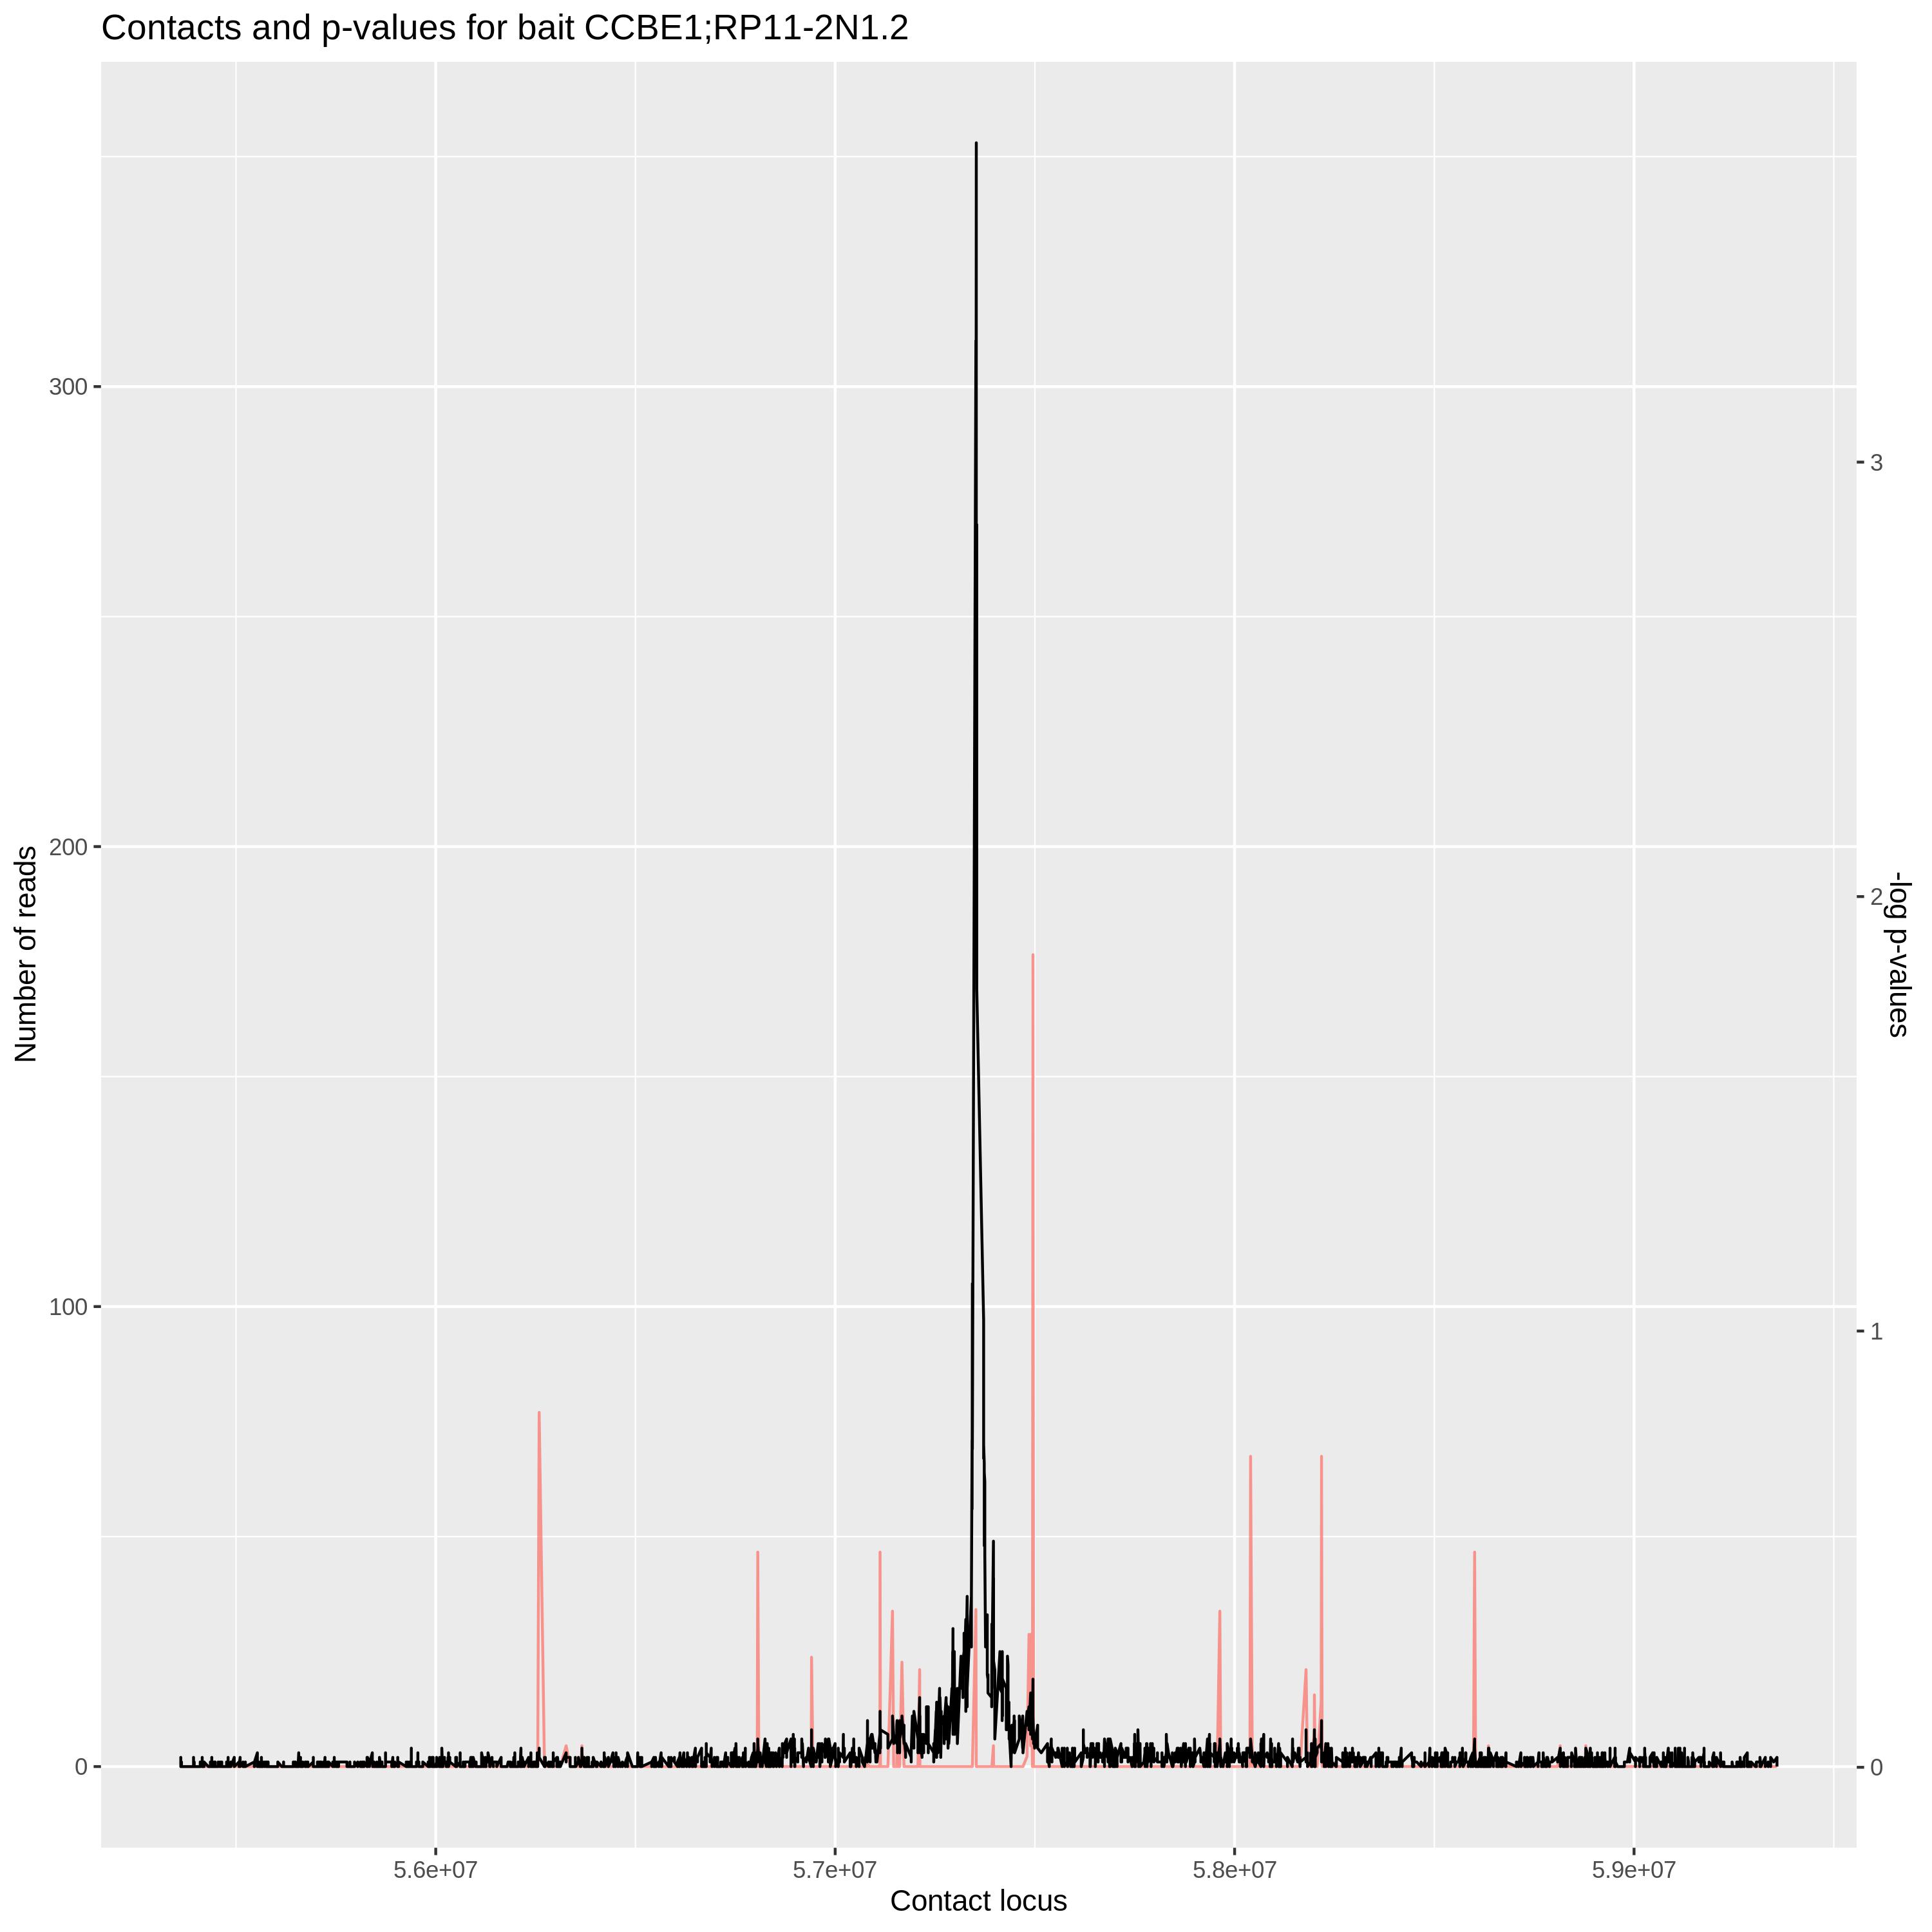 Contacts and p-values for bait CCBE1;RP11-2N1.2
300
200
100
0
Number of reads
3
2
1
0
-log p-values
5.6e+07
5.7e+07
5.8e+07
5.9e+07
Contact locus